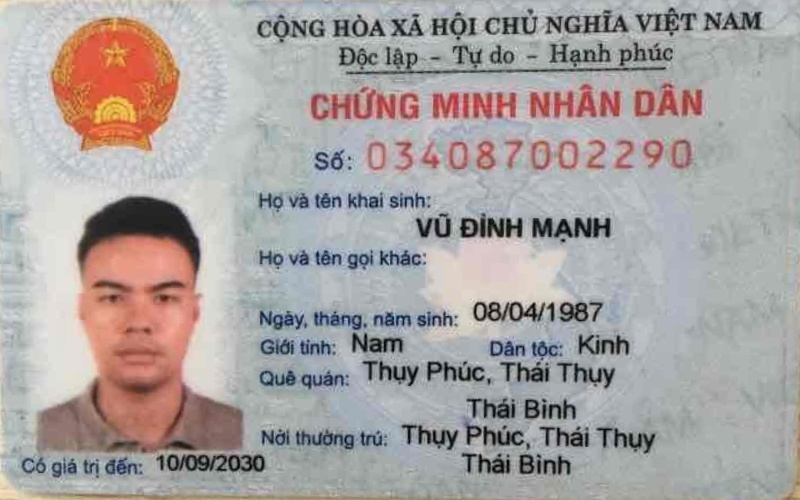 CỘNG HÒA XÃ HỘI CHỦ NGHĨA VIỆT NAM
Độc lập - Tự do - Hạnh phúc
CHỨNG MINH NHÂN DÂN
Số: 034087002290
Họ và tên khai sinh:
VŨ ĐÌNH MẠNH
Họ và tên gọi khác:
Ngày, tháng, năm sinh: 08/04/1987
Giới tính: Nam Dân tộc: Kinh
Quê quán: Thụy Phúc, Thái Thụy
Thái Bình
Nơi thường trú: Thụy Phúc, Thái Thụy
Thái Bình
Có giá trị đến: 10/09/2030